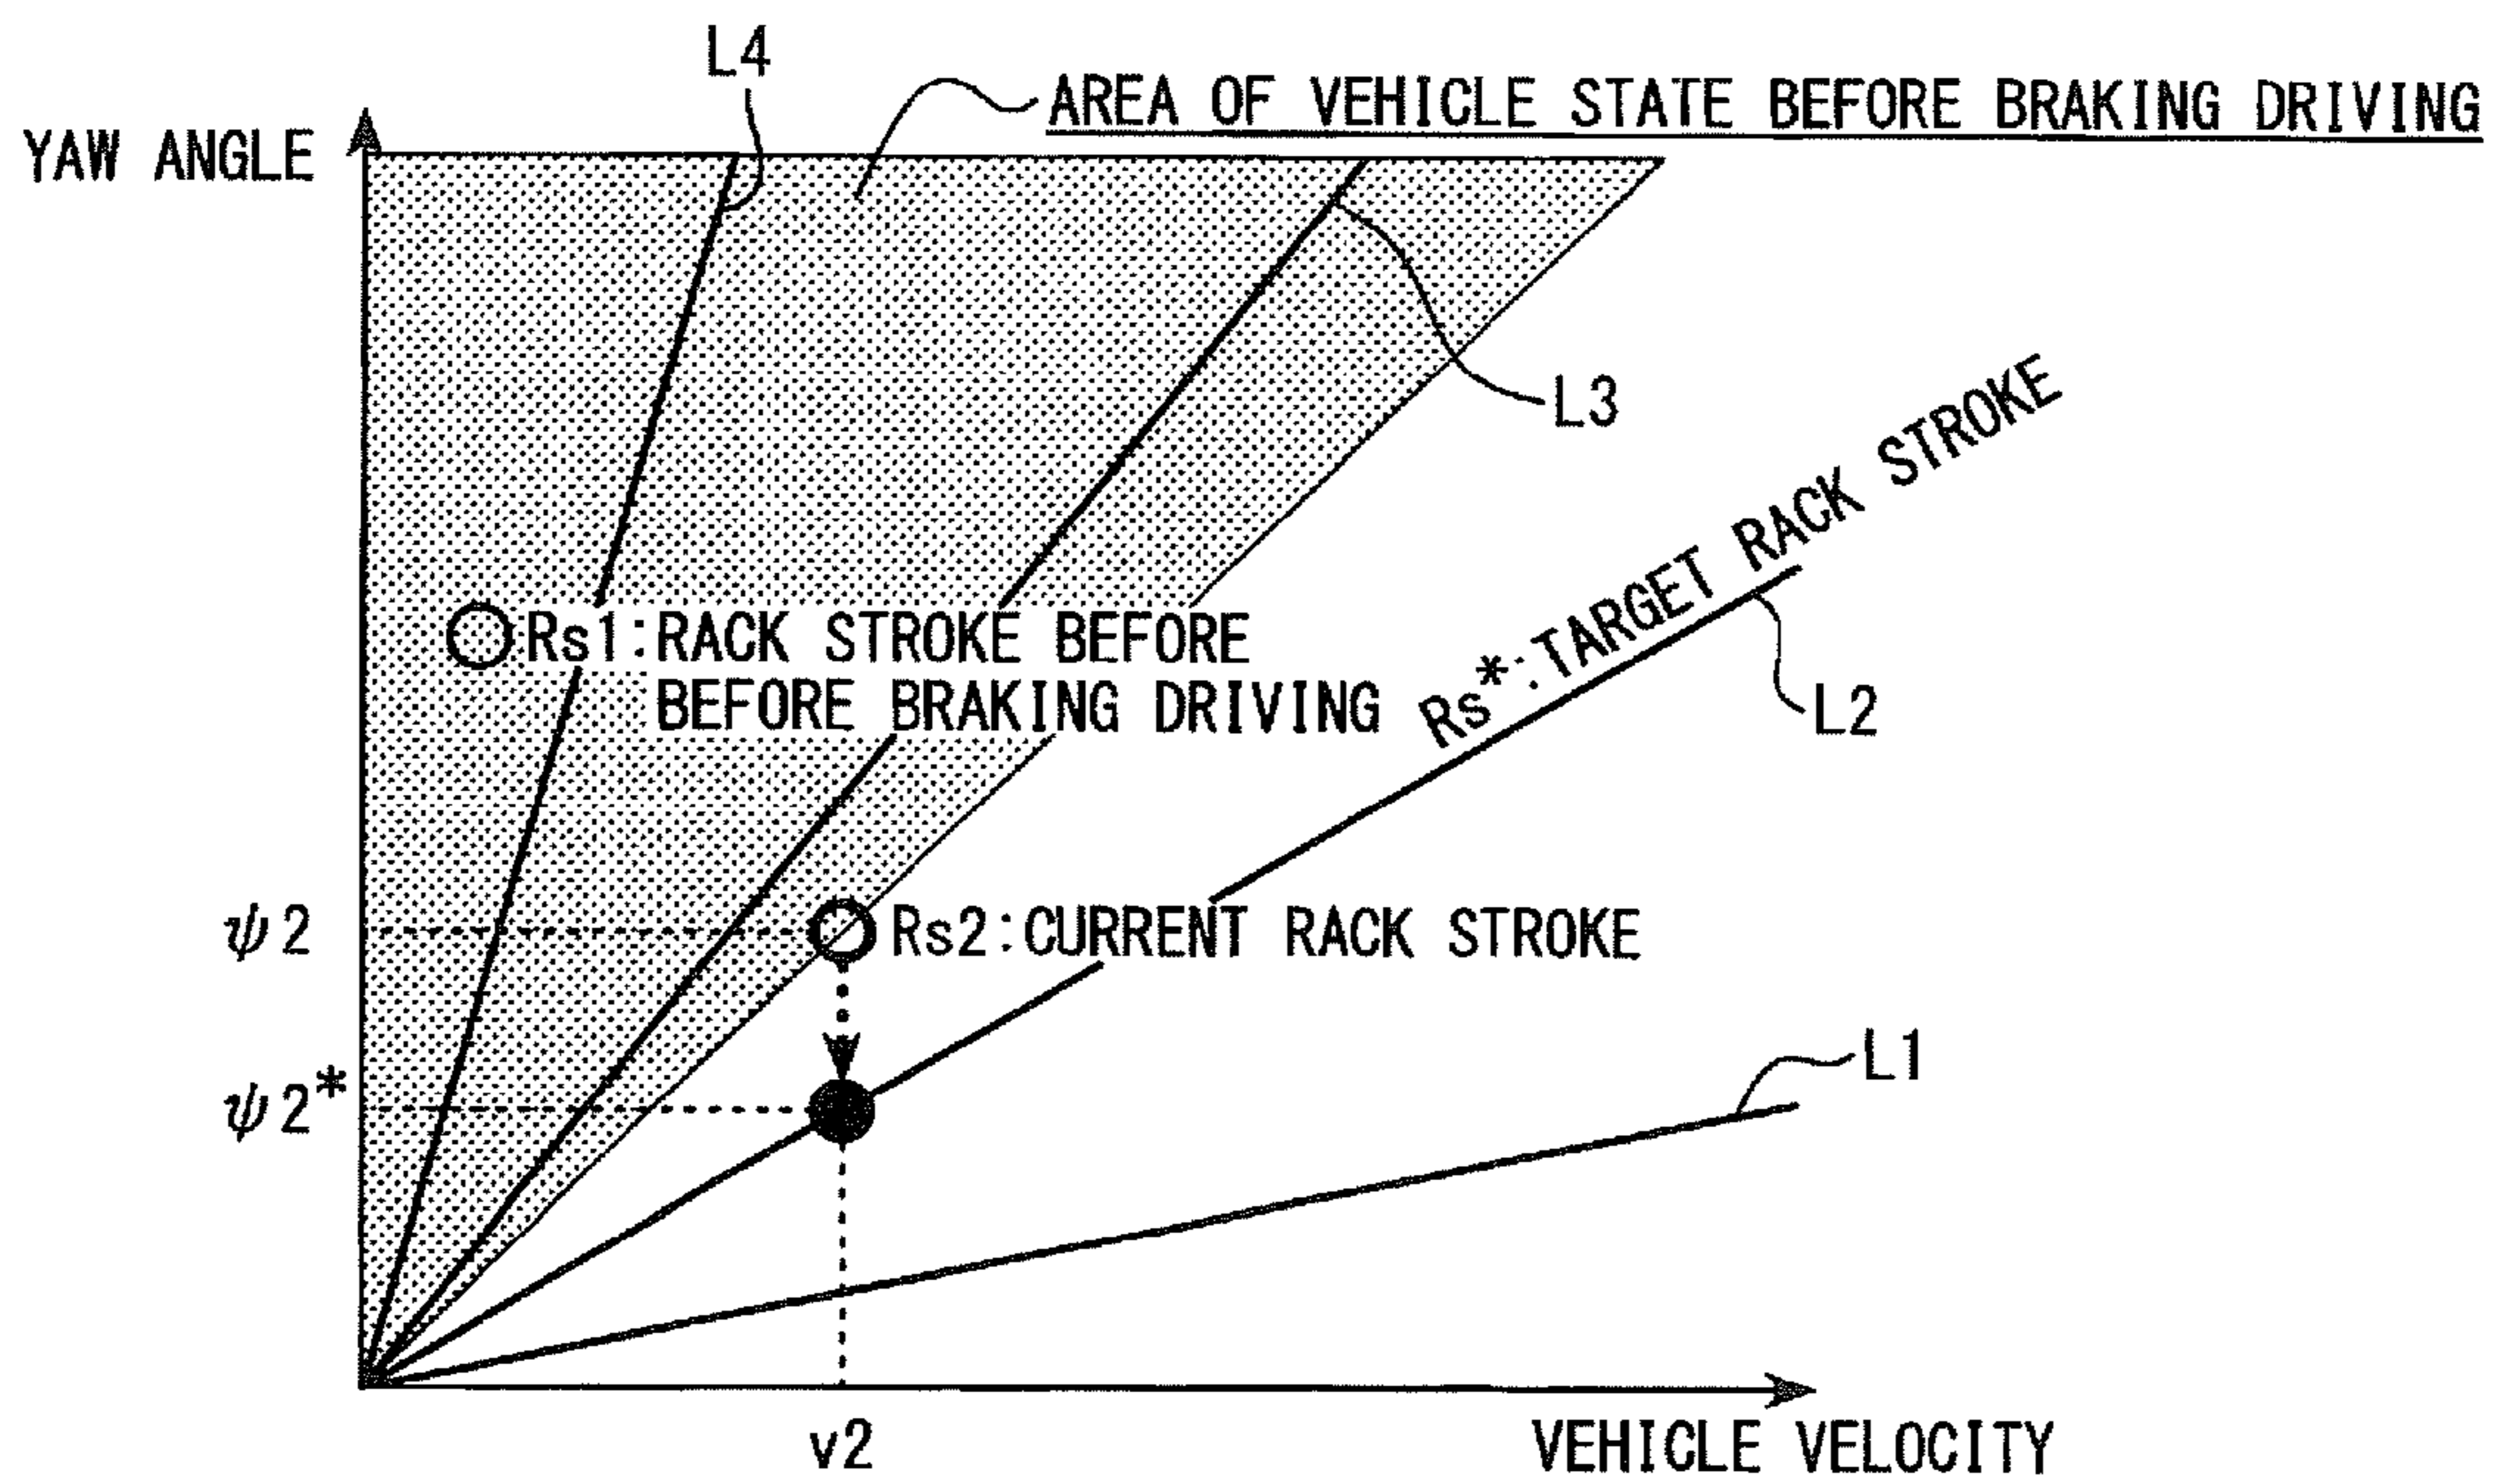 L4
AREA OF VEHICLE STATE BEFORE BRAKING DRIVING
YAW ANGLE
L3
Rs*:TARGET RACK STROKE
Rs1:RACK STROKE BEFORE
BEFORE BRAKING DRIVING
L2
ψ2
Rs2:CURRENT RACK STROKE
L1
ψ2*
v2
VEHICLE VELOCITY